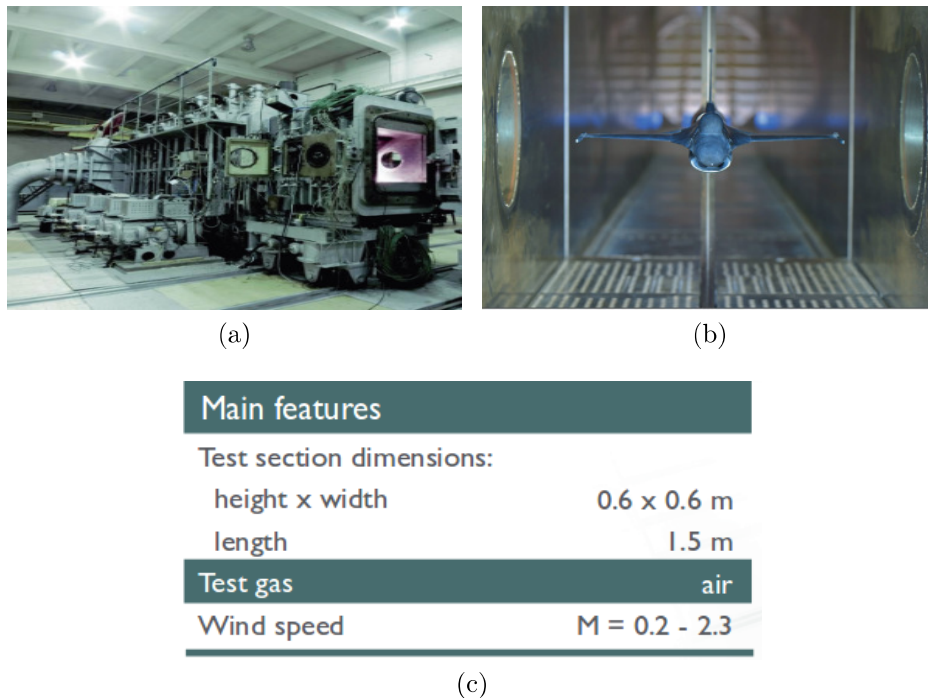 (a)
(b)
Main features
Test section dimensions:
height x width 0.6 x 0.6 m
length 1.5 m
Test gas air
Wind speed M = 0.2 - 2.3
(c)